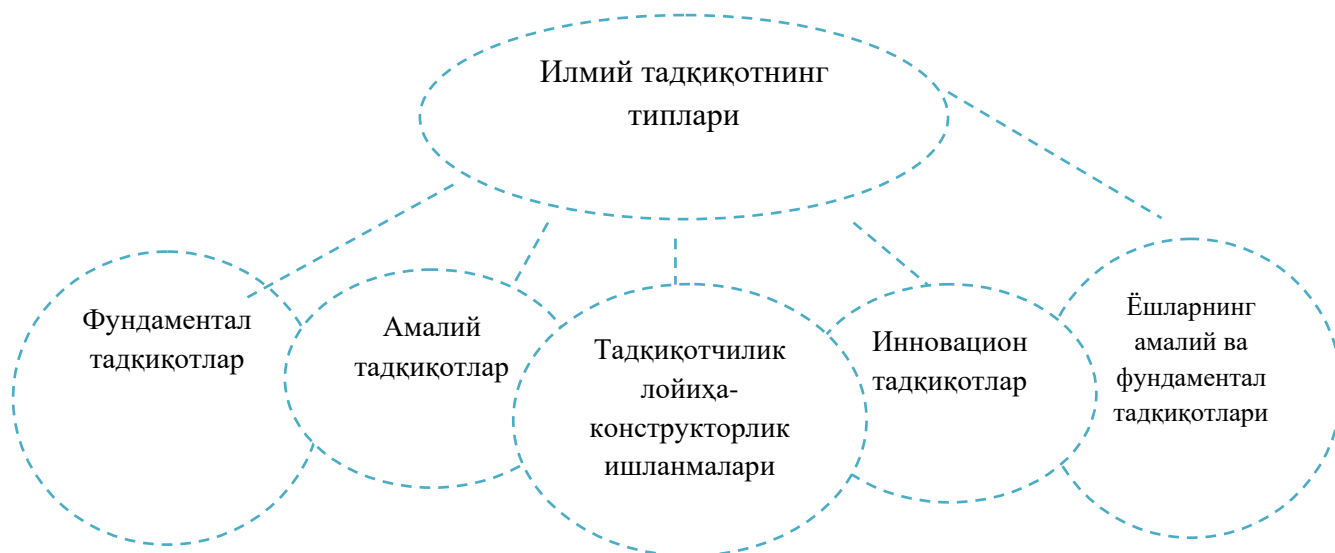 Илмий тадқиқотнинг
типлари
Фундаментал
тадқиқотлар
Амалий
тадқиқотлар
Тадқиқотчилик
лойиҳа-
конструкторлик
ишланмалари
Инновацион
тадқиқотлар
Ёшларнинг
амалий ва
фундаментал
тадқиқотлари